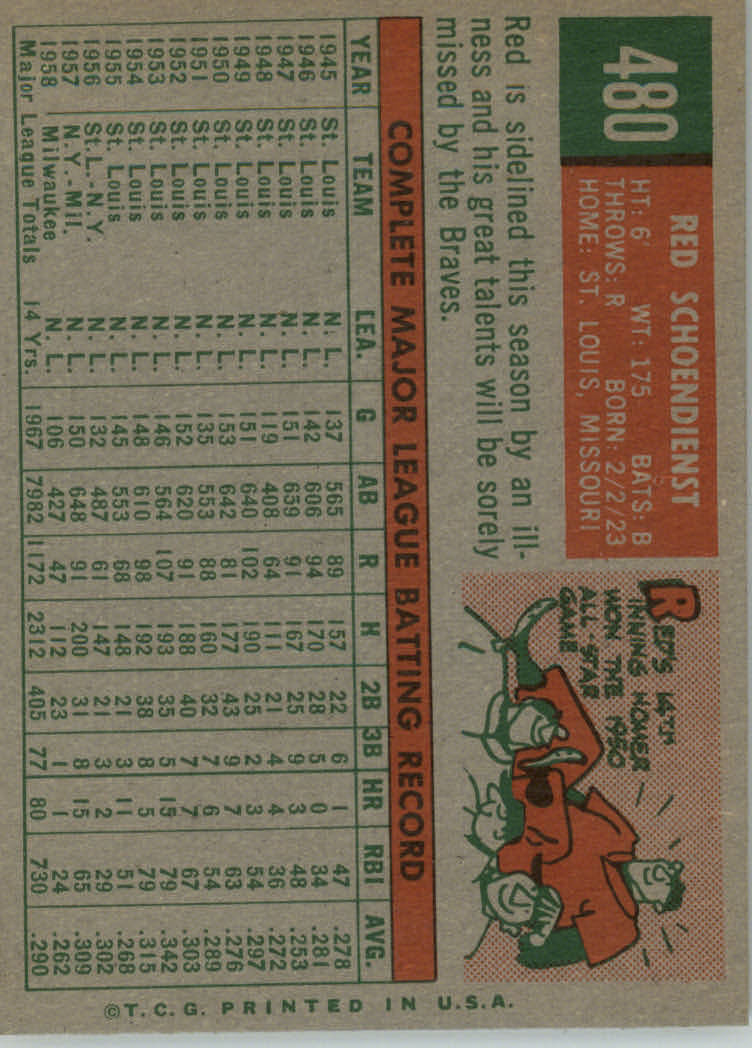 480
RED SCHOENDIENST
HT: 6' WT: 175 BATS: B
THROWS: R BORN: 2/2/23
HOME: ST. LOUIS, MISSOURI
Red is sidelined this season by an ill-
ness and his great talents will be sorely
missed by the Braves.
RED'S 14TH
INNING HOMER
WON THE 1950
ALL-STAR
GAME
COMPLETE MAJOR LEAGUE BATTING RECORD
YEAR TEAM LEA. G AB R H 2B 3B HR RBI AVG.
1945 St. Louis N. L. 137 565 89 157 22 6 1 47 .278
1946 St. Louis N. L. 142 606 94 170 28 5 0 34 .281
1947 St. Louis N. L. 151 659 91 167 25 9 3 48 .253
1948 St. Louis N. L. 119 408 64 111 21 4 4 36 .272
1949 St. Louis N. L. 151 640 102 190 25 2 3 54 .297
1950 St. Louis N. L. 153 642 81 177 43 9 7 63 .276
1951 St. Louis N. L. 135 553 88 160 32 7 6 54 .289
1952 St. Louis N. L. 152 620 91 188 40 7 7 67 .303
1953 St. Louis N. L. 146 564 107 193 35 5 15 79 .342
1954 St. Louis N. L. 148 610 98 192 38 8 5 79 .315
1955 St. Louis N. L. 145 553 68 148 21 3 11 51 .268
1956 St.L.-N.Y. N. L. 132 487 61 147 21 3 2 29 .302
1957 N.Y.-Mil. N. L. 150 648 91 200 31 8 15 65 .309
1958 Milwaukee N. L. 106 427 47 112 23 1 1 24 .262
Major League Totals 14 Yrs. 1967 7982 1172 2312 405 77 80 730 .290
©T.C.G. PRINTED IN U.S.A.